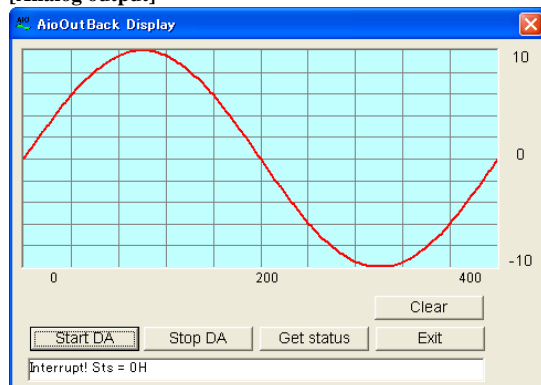 [Analog output]
AioOutBack Display
10
0
-10
0 200 400
Clear
Start DA Stop DA Get status Exit
Interrupt! Sts = 0H